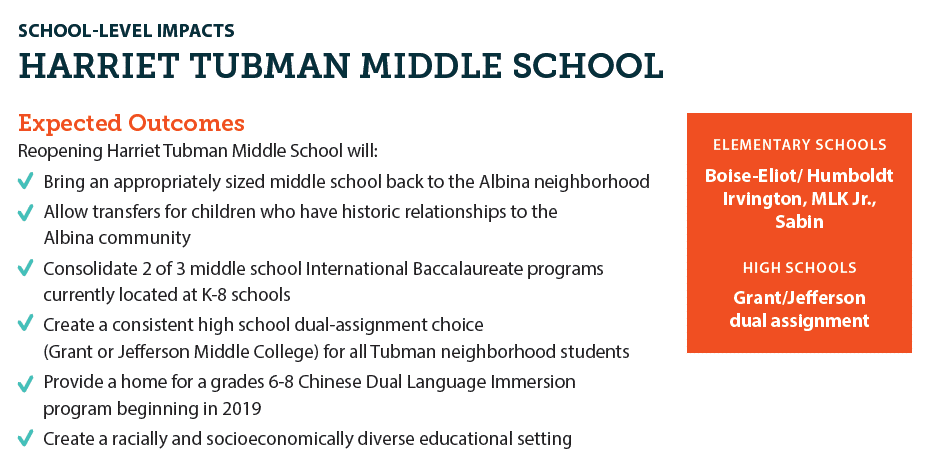 SCHOOL-LEVEL IMPACTS
HARRIET TUBMAN MIDDLE SCHOOL
Expected Outcomes
Reopening Harriet Tubman Middle School will:
Bring an appropriately sized middle school back to the Albina neighborhood
Allow transfers for children who have historic relationships to the
Albina community
Consolidate 2 of 3 middle school International Baccalaureate programs
currently located at K-8 schools
Create a consistent high school dual-assignment choice
(Grant or Jefferson Middle College) for all Tubman neighborhood students
Provide a home for a grades 6-8 Chinese Dual Language Immersion
program beginning in 2019
Create a racially and socioeconomically diverse educational setting
ELEMENTARY SCHOOLS
Boise-Eliot/ Humboldt
Irvington, MLK Jr.,
Sabin
HIGH SCHOOLS
Grant/Jefferson
dual assignment